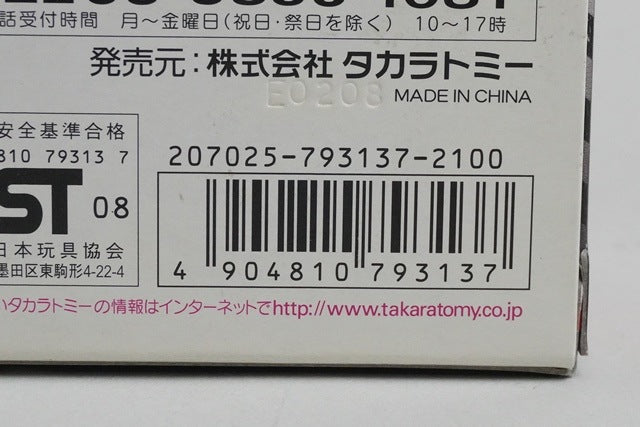 話受付時間 月〜金曜日(祝日・祭日を除く) 10〜17時
発売元:株式会社 タカラトミー
E0208
MADE IN CHINA
安全基準合格
810 79313 7
ST 08
日本玩具協会
墨田区東駒形4-22-4
207025-793137-2100
4 904810 793137
タカラトミーの情報はインターネットでhttp://www.takaratomy.co.jp